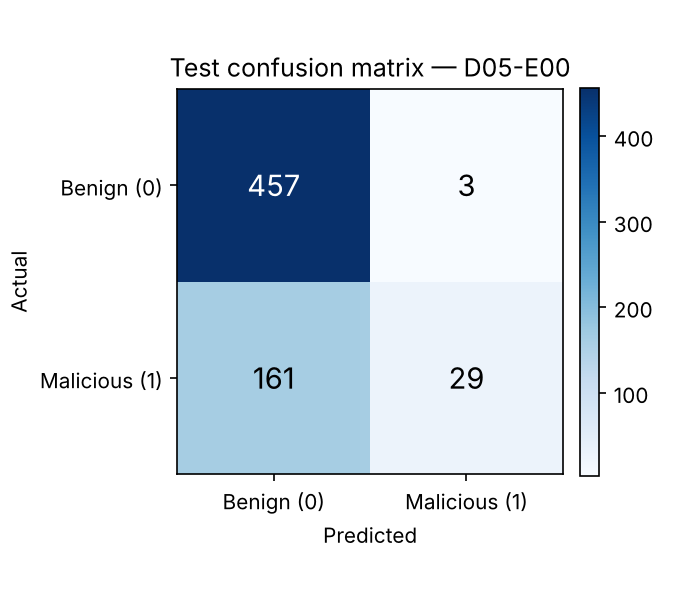 Test confusion matrix — D05-E00
Benign (0)
457
3
Malicious (1)
161
29
Actual
Benign (0)
Malicious (1)
Predicted
400
300
200
100